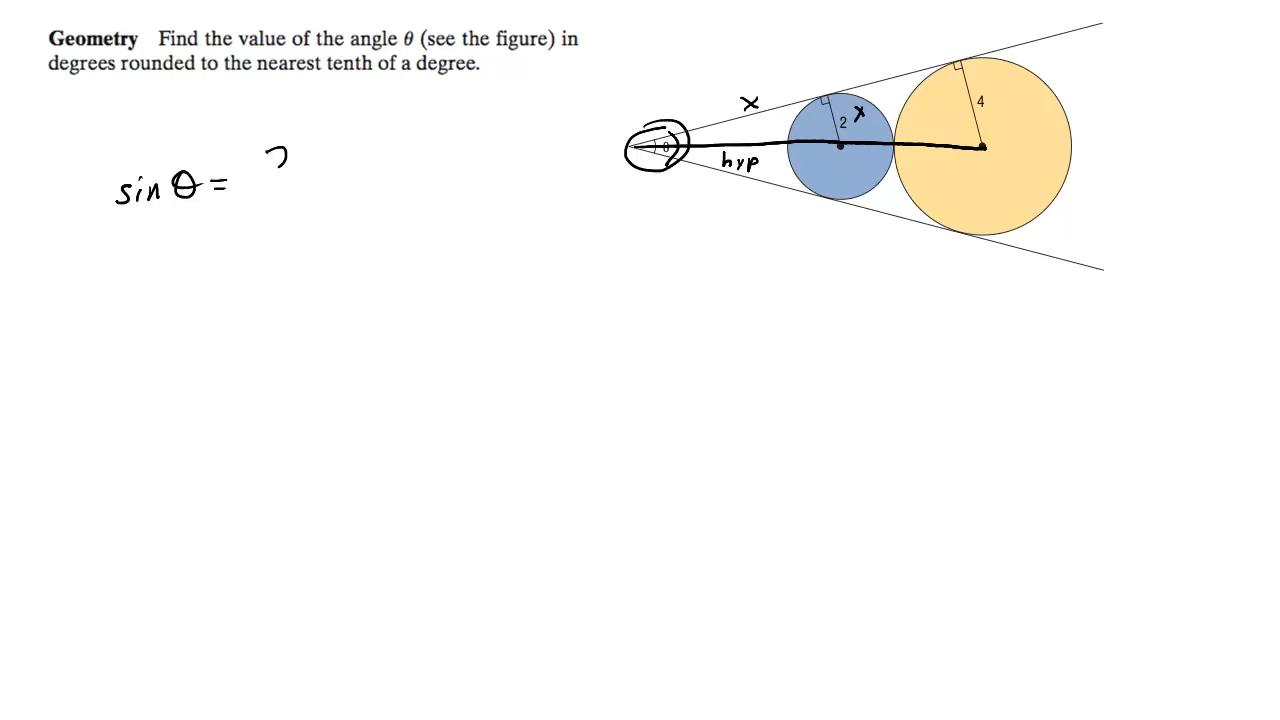 Geometry Find the value of the angle θ (see the figure) in
degrees rounded to the nearest tenth of a degree.
sin θ = 2
x
θ
hyp
2 x
4